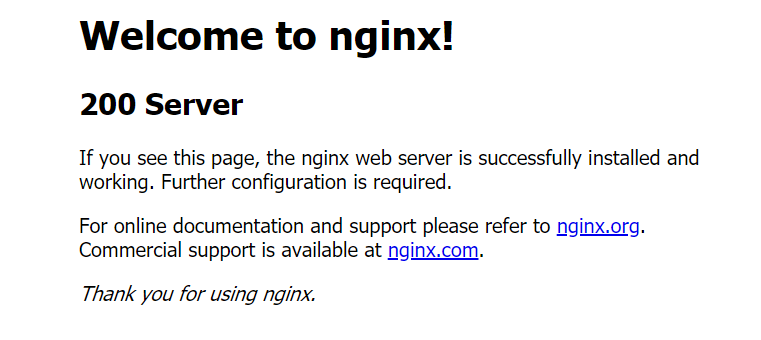 Welcome to nginx!
200 Server
If you see this page, the nginx web server is successfully installed and
working. Further configuration is required.
For online documentation and support please refer to nginx.org.
Commercial support is available at nginx.com.
Thank you for using nginx.